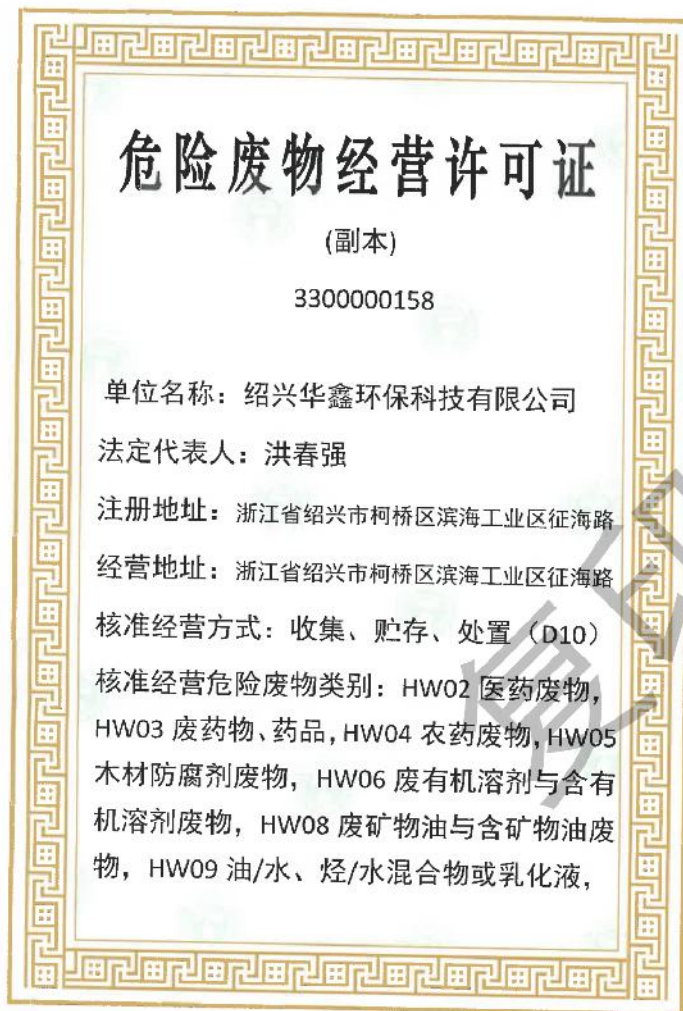 危险废物经营许可证
(副本)
3300000158
单位名称：绍兴华鑫环保科技有限公司
法定代表人：洪春强
注册地址：浙江省绍兴市柯桥区滨海工业区征海路
经营地址：浙江省绍兴市柯桥区滨海工业区征海路
核准经营方式：收集、贮存、处置（D10）
核准经营危险废物类别：HW02 医药废物，
HW03 废药物、药品，HW04 农药废物，HW05
木材防腐剂废物，HW06 废有机溶剂与含有
机溶剂废物，HW08 废矿物油与含矿物油废
物，HW09 油/水、烃/水混合物或乳化液，
复印